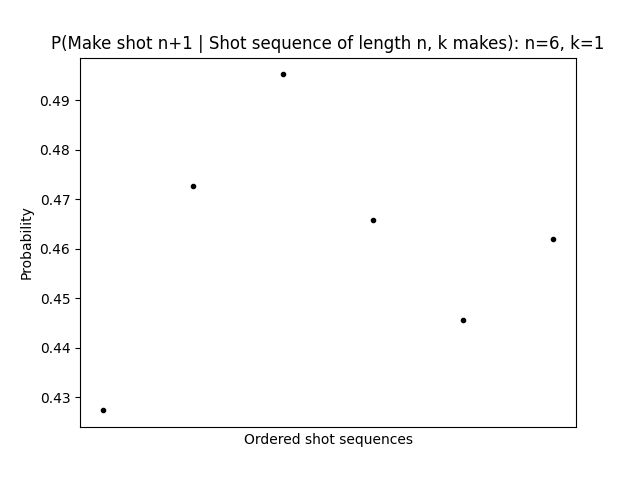 P(Make shot n+1 | Shot sequence of length n, k makes): n=6, k=1
0.49
0.48
0.47
0.46
0.45
0.44
0.43
Probability
Ordered shot sequences